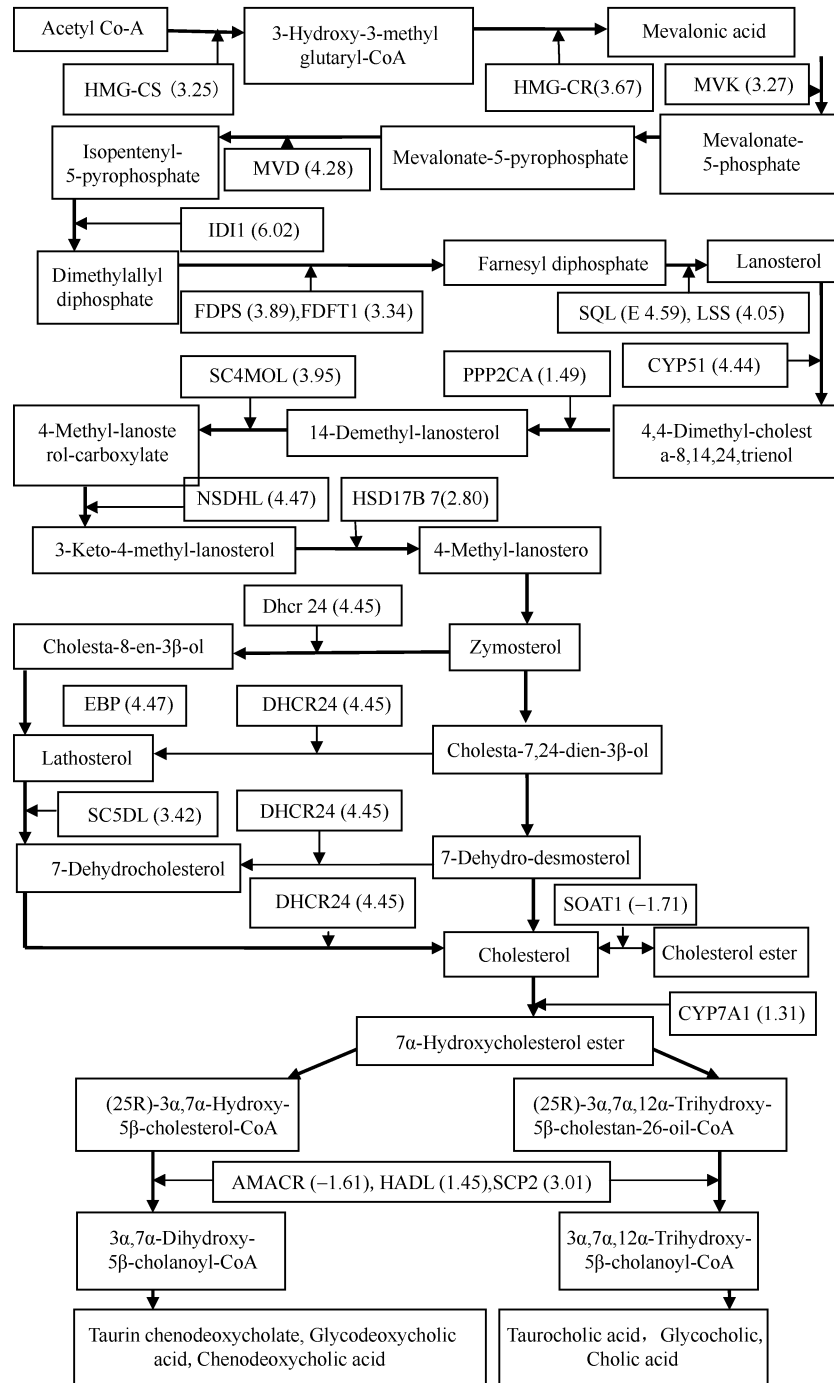 Acetyl Co-A
3-Hydroxy-3-methyl
glutaryl-CoA
Mevalonic acid
HMG-CS（3.25）
HMG-CR(3.67)
MVK (3.27)
Isopentenyl-
5-pyrophosphate
MVD (4.28)
Mevalonate-5-pyrophosphate
Mevalonate-
5-phosphate
IDI1 (6.02)
Dimethylallyl
diphosphate
Farnesyl diphosphate
Lanosterol
FDPS (3.89),FDFT1 (3.34)
SQL (E 4.59), LSS (4.05)
SC4MOL (3.95)
PPP2CA (1.49)
CYP51 (4.44)
4-Methyl-lanoste
rol-carboxylate
14-Demethyl-lanosterol
4,4-Dimethyl-cholest
a-8,14,24,trienol
NSDHL (4.47)
HSD17B 7(2.80)
3-Keto-4-methyl-lanosterol
4-Methyl-lanostero
Dhcr 24 (4.45)
Cholesta-8-en-3β-ol
Zymosterol
EBP (4.47)
DHCR24 (4.45)
Lathosterol
Cholesta-7,24-dien-3β-ol
SC5DL (3.42)
DHCR24 (4.45)
7-Dehydrocholesterol
7-Dehydro-desmosterol
DHCR24 (4.45)
SOAT1 (−1.71)
Cholesterol
Cholesterol ester
CYP7A1 (1.31)
7α-Hydroxycholesterol ester
(25R)-3α,7α-Hydroxy-
5β-cholesterol-CoA
(25R)-3α,7α,12α-Trihydroxy-
5β-cholestan-26-oil-CoA
AMACR (−1.61), HADL (1.45),SCP2 (3.01)
3α,7α-Dihydroxy-
5β-cholanoyl-CoA
3α,7α,12α-Trihydroxy-
5β-cholanoyl-CoA
Taurin chenodeoxycholate, Glycodeoxycholic
acid, Chenodeoxycholic acid
Taurocholic acid，Glycocholic,
Cholic acid